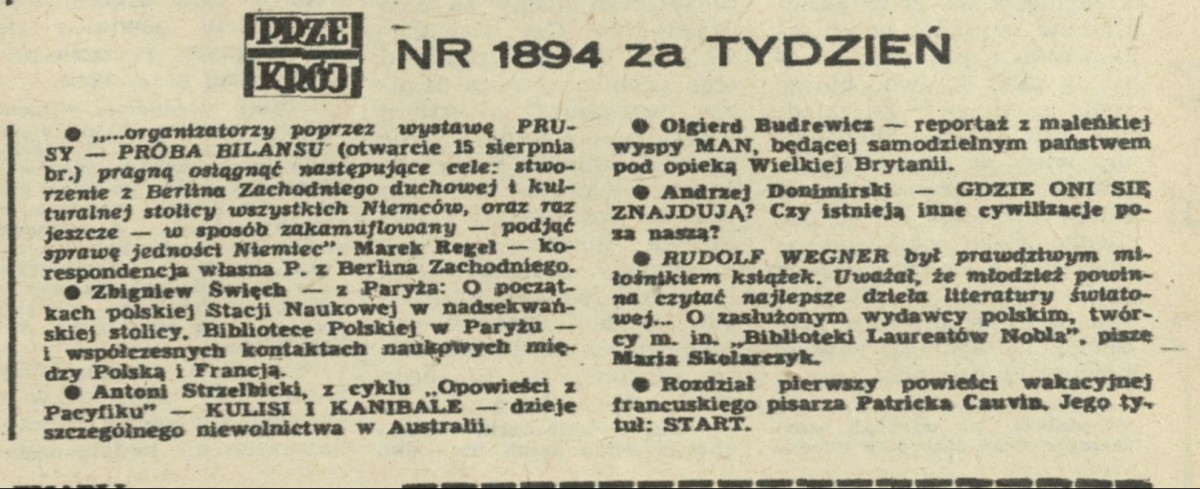 PRZE
KRÓJ
NR 1894 za TYDZIEŃ
● „...organizatorzy poprzez wystawę PRU-
SY — PRÓBA BILANSU (otwarcie 15 sierpnia
br.) pragną osiągnąć następujące cele: stwo-
rzenie z Berlina Zachodniego duchowej i kul-
turalnej stolicy wszystkich Niemców, oraz raz
jeszcze — w sposób zakamuflowany — podjąć
sprawę jedności Niemiec". Marek Regel — ko-
respondencja własna P. z Berlina Zachodniego.
● Zbigniew Święch — z Paryża: O począt-
kach polskiej Stacji Naukowej w nadsekwań-
skiej stolicy, Bibliotece Polskiej w Paryżu —
i współczesnych kontaktach naukowych mię-
dzy Polską i Francją.
● Antoni Strzelbicki, z cyklu „Opowieści z
Pacyfiku" — KULISI I KANIBALE — dzieje
szczególnego niewolnictwa w Australii.
● Olgierd Budrewicz — reportaż z maleńkiej
wyspy MAN, będącej samodzielnym państwem
pod opieką Wielkiej Brytanii.
● Andrzej Donimirski — GDZIE ONI SIĘ
ZNAJDUJĄ? Czy istnieją inne cywilizacje po-
za naszą?
● RUDOLF WEGNER był prawdziwym mi-
łośnikiem książek. Uważał, że młodzież powin-
na czytać najlepsze dzieła literatury świato-
wej... O zasłużonym wydawcy polskim, twór-
cy m. in. „Biblioteki Laureatów Nobla", pisze
Maria Skolarczyk.
● Rozdział pierwszy powieści wakacyjnej
francuskiego pisarza Patricka Cauvin. Jego ty-
tuł: START.